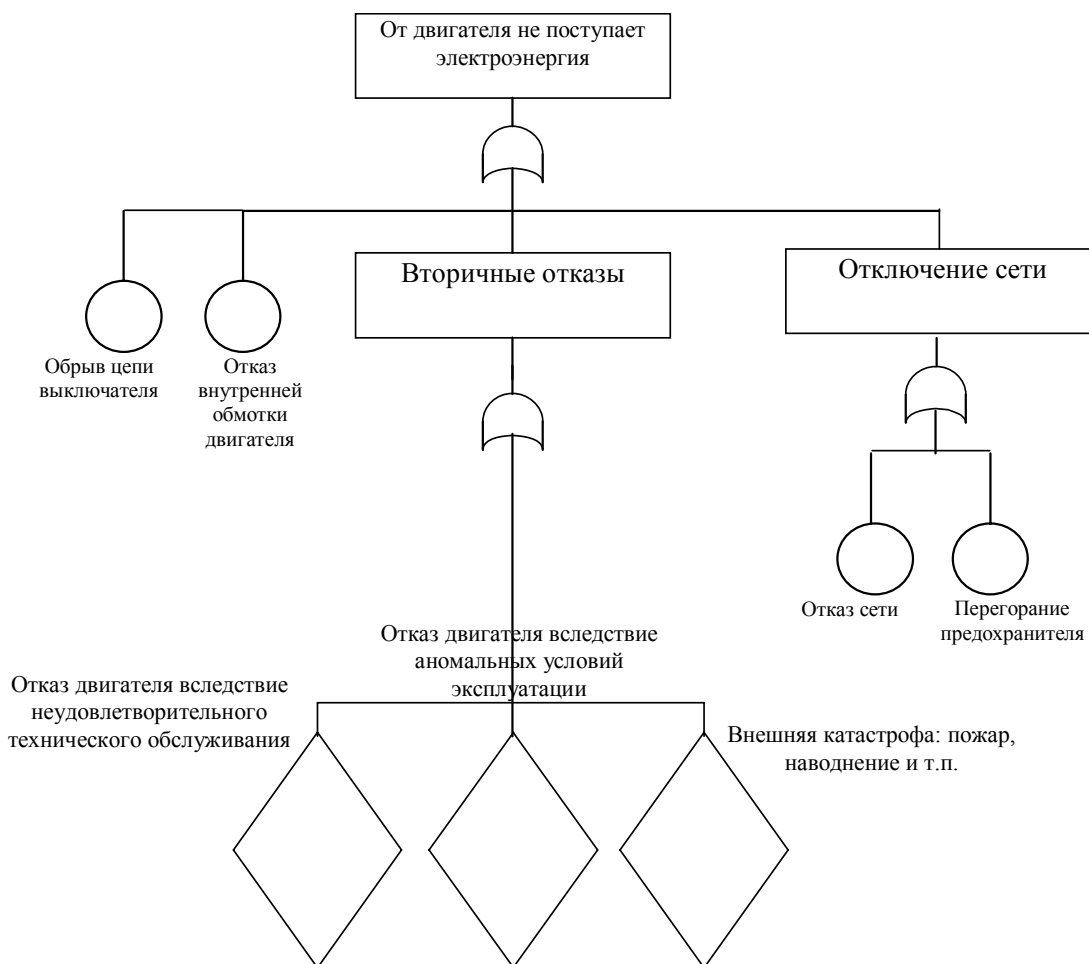 От двигателя не поступает
электроэнергия
Вторичные отказы
Отключение сети
Обрыв цепи
выключателя
Отказ
внутренней
обмотки
двигателя
Отказ сети
Перегорание
предохранителя
Отказ двигателя вследствие
аномальных условий
эксплуатации
Отказ двигателя вследствие
неудовлетворительного
технического обслуживания
Внешняя катастрофа: пожар,
наводнение и т.п.